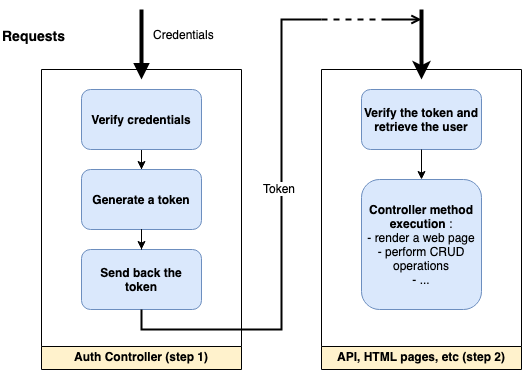 Requests
Credentials
Verify credentials
Generate a token
Send back the
token
Auth Controller (step 1)
Token
Verify the token and
retrieve the user
Controller method
execution :
- render a web page
- perform CRUD
operations
- ...
API, HTML pages, etc (step 2)